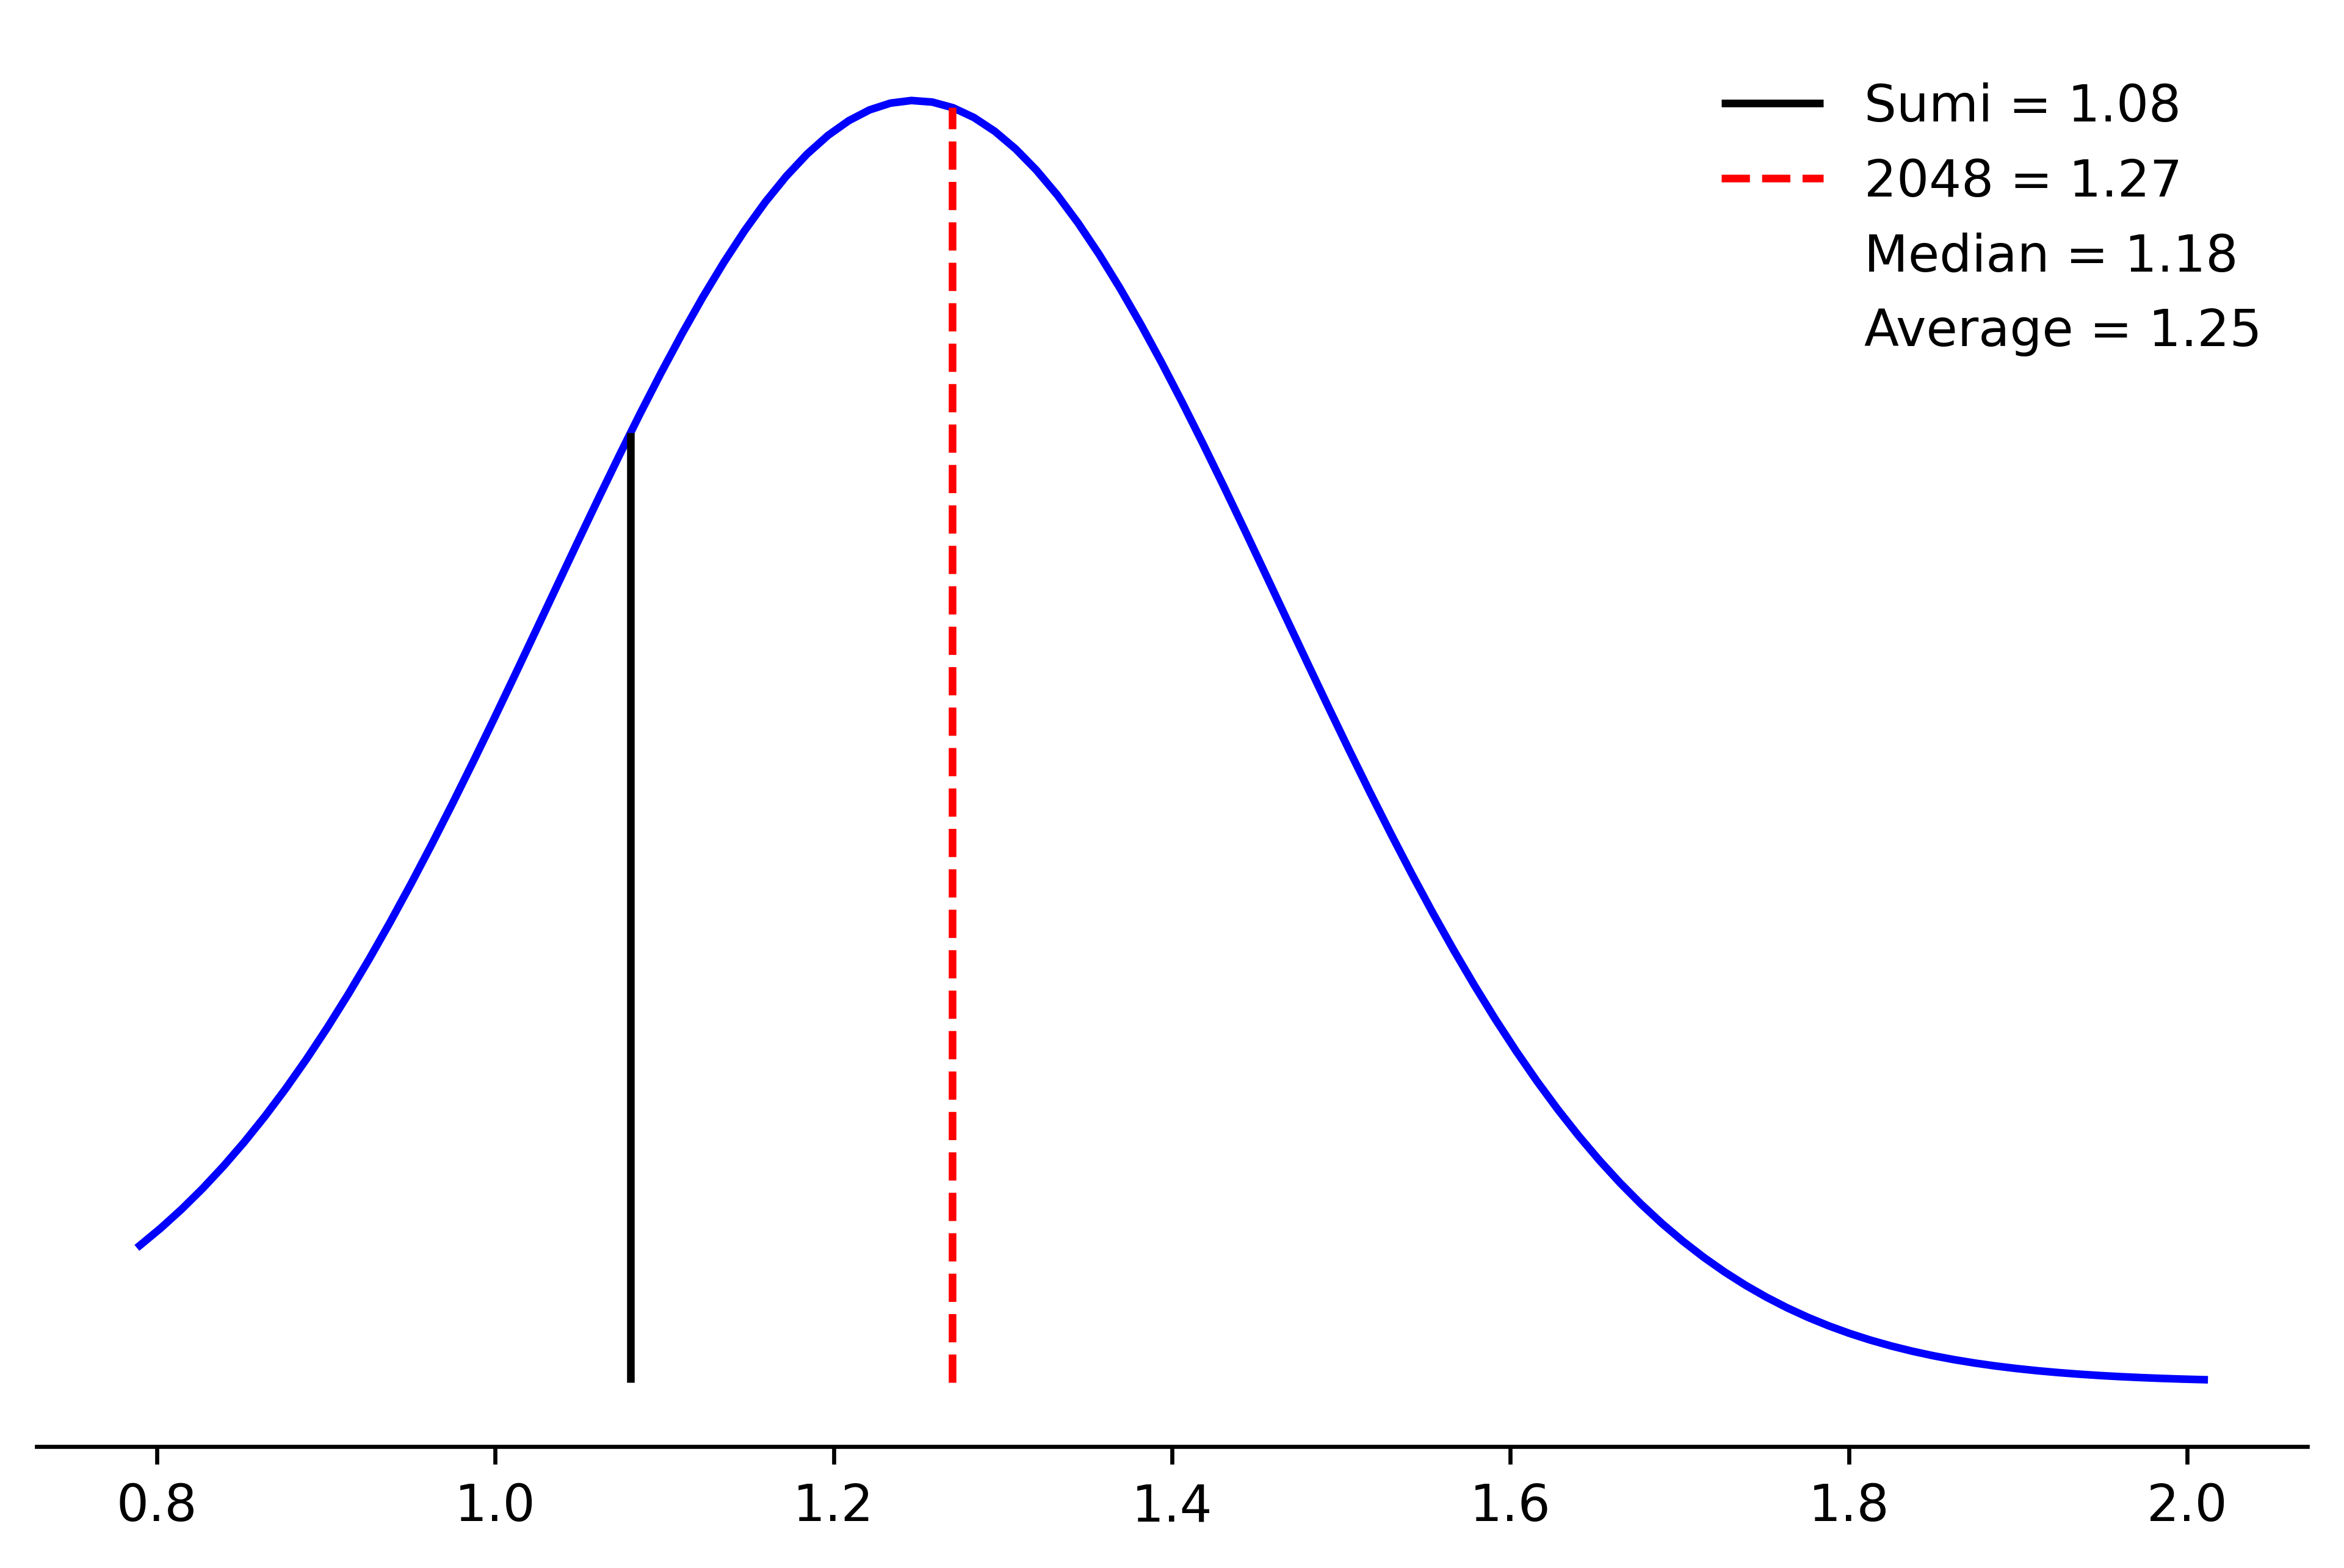 Sumi = 1.08
2048 = 1.27
Median = 1.18
Average = 1.25
0.8 1.0 1.2 1.4 1.6 1.8 2.0